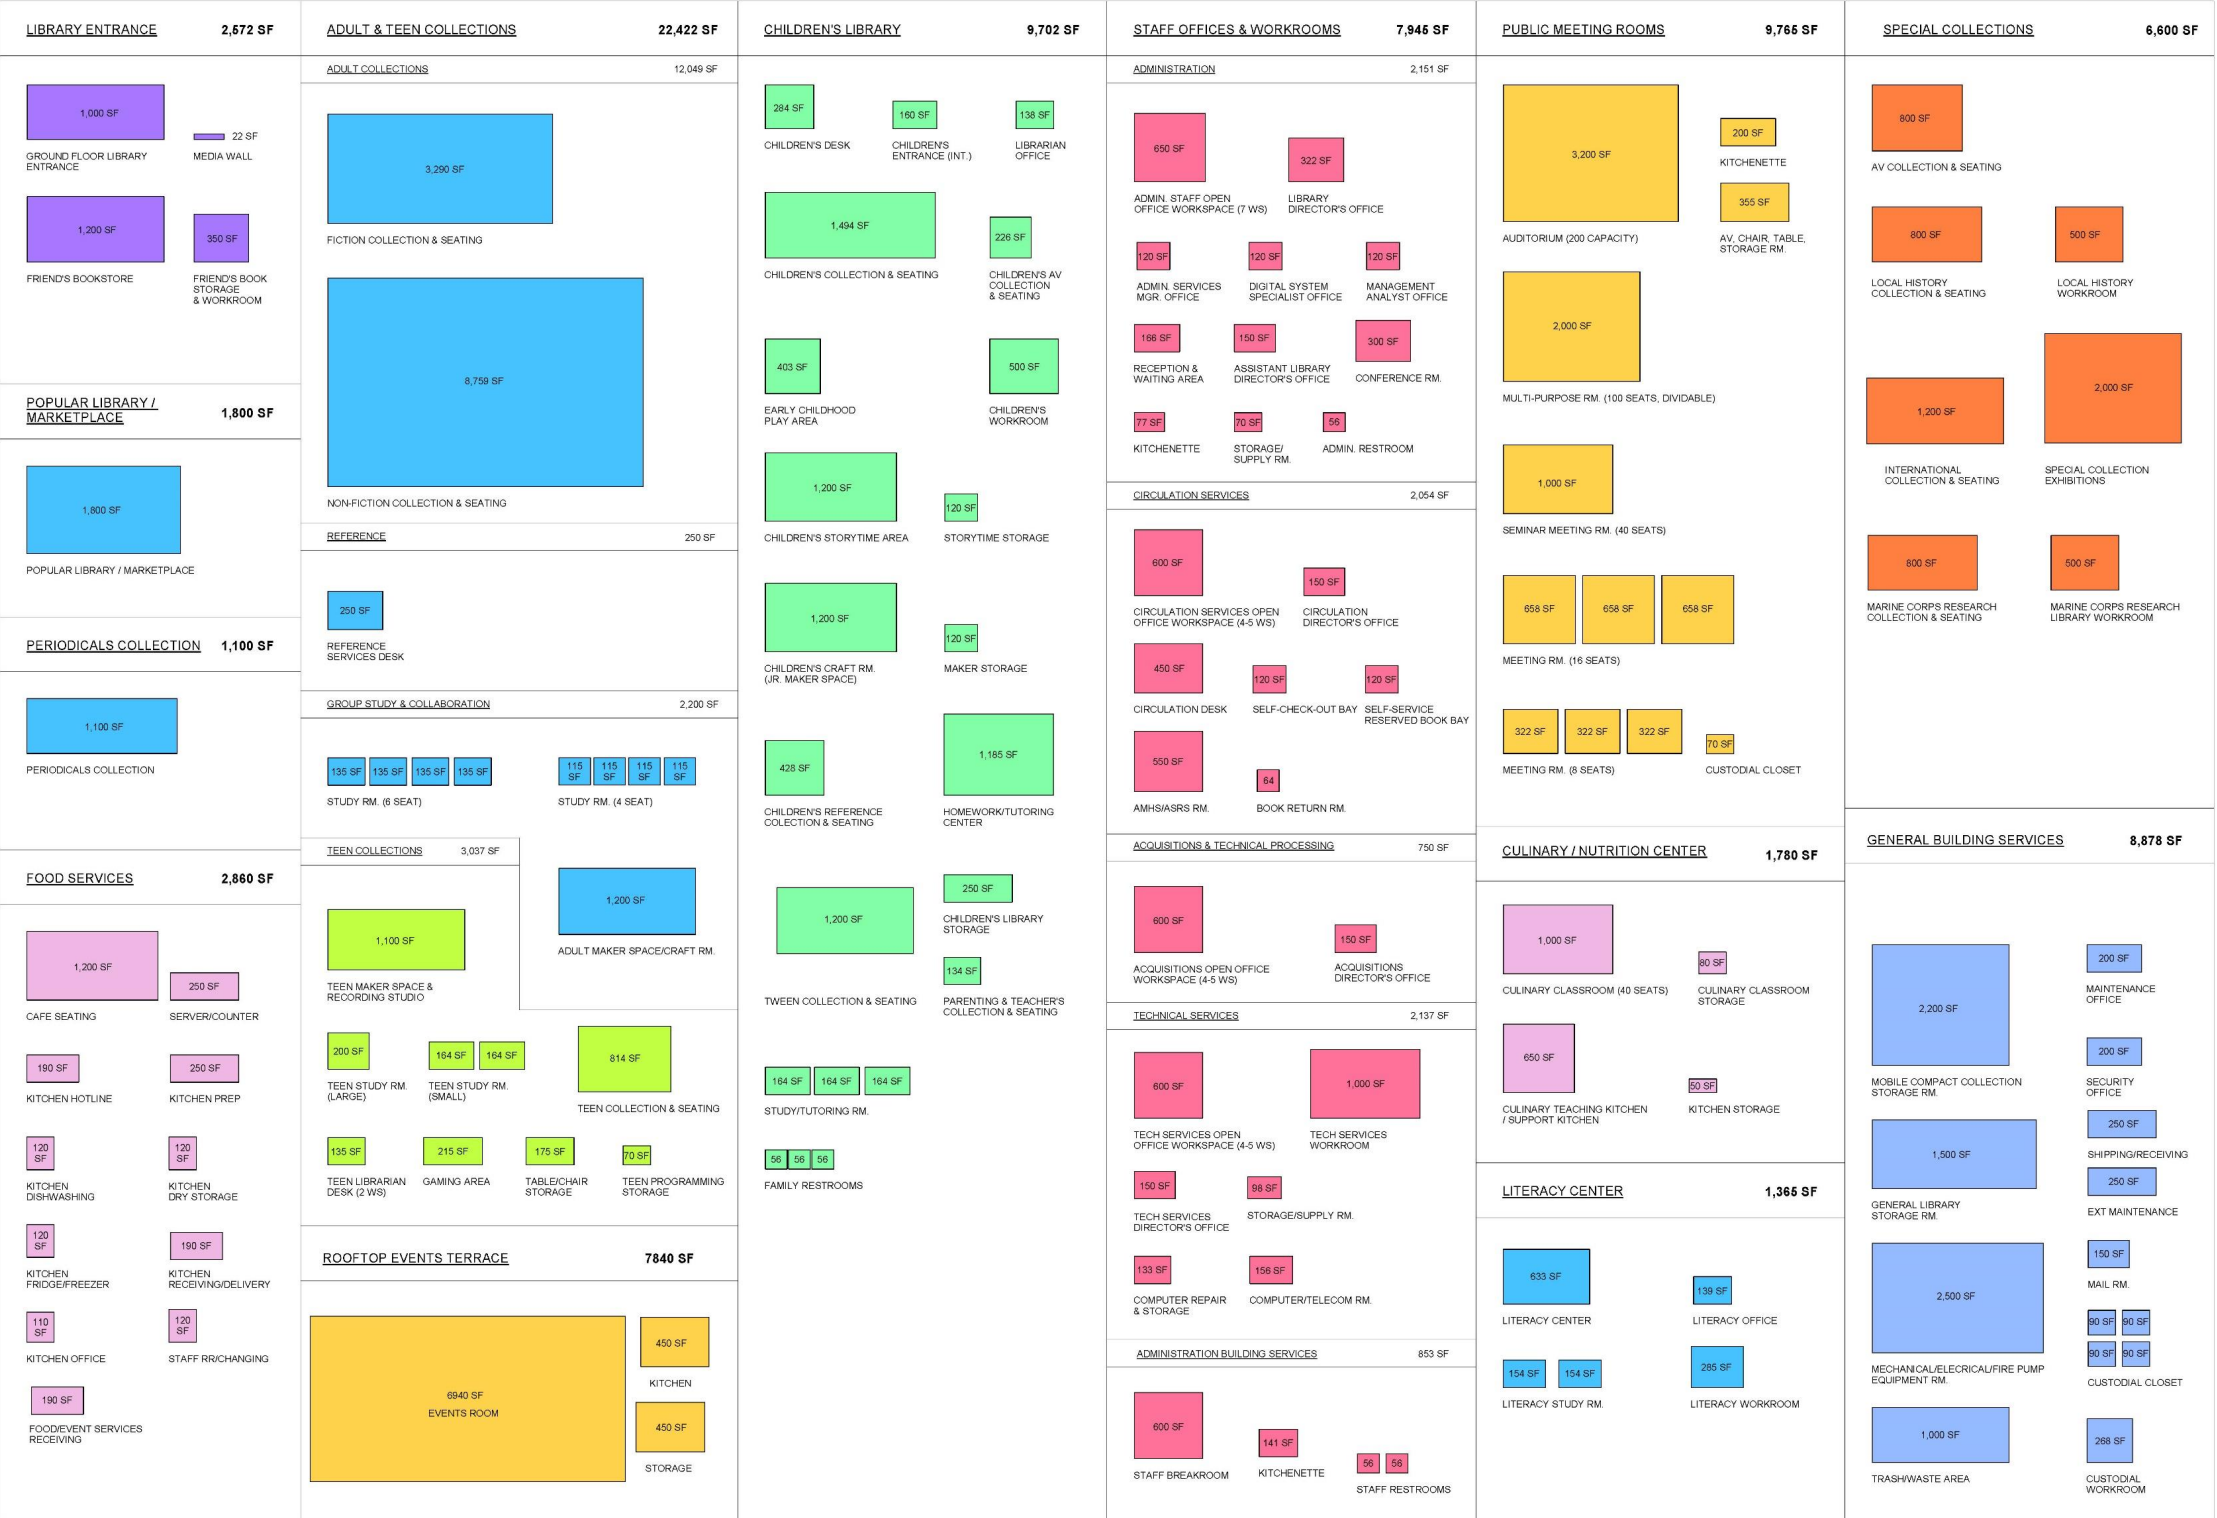 LIBRARY ENTRANCE 2,572 SF
1,000 SF
GROUND FLOOR LIBRARY
ENTRANCE
22 SF
MEDIA WALL
1,200 SF
FRIEND'S BOOKSTORE
350 SF
FRIEND'S BOOK
STORAGE
& WORKROOM
POPULAR LIBRARY /
MARKETPLACE
1,800 SF
1,800 SF
POPULAR LIBRARY / MARKETPLACE
PERIODICALS COLLECTION 1,100 SF
1,100 SF
PERIODICALS COLLECTION
FOOD SERVICES 2,860 SF
1,200 SF
CAFE SEATING
250 SF
SERVER/COUNTER
190 SF
KITCHEN HOTLINE
250 SF
KITCHEN PREP
120
SF
KITCHEN
DISHWASHING
120
SF
KITCHEN
DRY STORAGE
120
SF
KITCHEN
FRIDGE/FREEZER
190 SF
KITCHEN
RECEIVING/DELIVERY
110
SF
KITCHEN OFFICE
120
SF
STAFF RR/CHANGING
190 SF
FOOD/EVENT SERVICES
RECEIVING
ADULT & TEEN COLLECTIONS 22,422 SF
ADULT COLLECTIONS 12,049 SF
3,290 SF
FICTION COLLECTION & SEATING
8,759 SF
NON-FICTION COLLECTION & SEATING
REFERENCE 250 SF
250 SF
REFERENCE
SERVICES DESK
GROUP STUDY & COLLABORATION 2,200 SF
135 SF 135 SF 135 SF 135 SF
STUDY RM. (6 SEAT)
115 115 115 115
SF SF SF SF
STUDY RM. (4 SEAT)
1,200 SF
ADULT MAKER SPACE/CRAFT RM.
TEEN COLLECTIONS 3,037 SF
1,100 SF
TEEN MAKER SPACE &
RECORDING STUDIO
200 SF
TEEN STUDY RM.
(LARGE)
164 SF 164 SF
TEEN STUDY RM.
(SMALL)
814 SF
TEEN COLLECTION & SEATING
135 SF
TEEN LIBRARIAN
DESK (2 WS)
215 SF
GAMING AREA
175 SF
TABLE/CHAIR
STORAGE
70 SF
TEEN PROGRAMMING
STORAGE
ROOFTOP EVENTS TERRACE 7840 SF
6940 SF
EVENTS ROOM
450 SF
KITCHEN
450 SF
STORAGE
CHILDREN'S LIBRARY 9,702 SF
284 SF
CHILDREN'S DESK
160 SF
CHILDREN'S
ENTRANCE (INT.)
138 SF
LIBRARIAN
OFFICE
1,494 SF
CHILDREN'S COLLECTION & SEATING
226 SF
CHILDREN'S AV
COLLECTION
& SEATING
403 SF
EARLY CHILDHOOD
PLAY AREA
500 SF
CHILDREN'S
WORKROOM
1,200 SF
CHILDREN'S STORYTIME AREA
120 SF
STORYTIME STORAGE
1,200 SF
CHILDREN'S CRAFT RM.
(JR. MAKER SPACE)
120 SF
MAKER STORAGE
428 SF
CHILDREN'S REFERENCE
COLECTION & SEATING
1,185 SF
HOMEWORK/TUTORING
CENTER
1,200 SF
TWEEN COLLECTION & SEATING
250 SF
CHILDREN'S LIBRARY
STORAGE
134 SF
PARENTING & TEACHER'S
COLLECTION & SEATING
164 SF 164 SF 164 SF
STUDY/TUTORING RM.
56 56 56
FAMILY RESTROOMS
STAFF OFFICES & WORKROOMS 7,945 SF
ADMINISTRATION 2,151 SF
650 SF
ADMIN. STAFF OPEN
OFFICE WORKSPACE (7 WS)
322 SF
LIBRARY
DIRECTOR'S OFFICE
120 SF
ADMIN. SERVICES
MGR. OFFICE
120 SF
DIGITAL SYSTEM
SPECIALIST OFFICE
120 SF
MANAGEMENT
ANALYST OFFICE
166 SF
RECEPTION &
WAITING AREA
150 SF
ASSISTANT LIBRARY
DIRECTOR'S OFFICE
300 SF
CONFERENCE RM.
77 SF
KITCHENETTE
70 SF
STORAGE/
SUPPLY RM.
56
ADMIN. RESTROOM
CIRCULATION SERVICES 2,054 SF
600 SF
CIRCULATION SERVICES OPEN
OFFICE WORKSPACE (4-5 WS)
150 SF
CIRCULATION
DIRECTOR'S OFFICE
450 SF
CIRCULATION DESK
120 SF
SELF-CHECK-OUT BAY
120 SF
SELF-SERVICE
RESERVED BOOK BAY
550 SF
AMHS/ASRS RM.
64
BOOK RETURN RM.
ACQUISITIONS & TECHNICAL PROCESSING 750 SF
600 SF
ACQUISITIONS OPEN OFFICE
WORKSPACE (4-5 WS)
150 SF
ACQUISITIONS
DIRECTOR'S OFFICE
TECHNICAL SERVICES 2,137 SF
600 SF
TECH SERVICES OPEN
OFFICE WORKSPACE (4-5 WS)
1,000 SF
TECH SERVICES
WORKROOM
150 SF
TECH SERVICES
DIRECTOR'S OFFICE
98 SF
STORAGE/SUPPLY RM.
133 SF
COMPUTER REPAIR
& STORAGE
156 SF
COMPUTER/TELECOM RM.
ADMINISTRATION BUILDING SERVICES 853 SF
600 SF
STAFF BREAKROOM
141 SF
KITCHENETTE
56 56
STAFF RESTROOMS
PUBLIC MEETING ROOMS 9,765 SF
3,200 SF
AUDITORIUM (200 CAPACITY)
200 SF
KITCHENETTE
355 SF
AV, CHAIR, TABLE,
STORAGE RM.
2,000 SF
MULTI-PURPOSE RM. (100 SEATS, DIVIDABLE)
1,000 SF
SEMINAR MEETING RM. (40 SEATS)
658 SF 658 SF 658 SF
MEETING RM. (16 SEATS)
322 SF 322 SF 322 SF
MEETING RM. (8 SEATS)
70 SF
CUSTODIAL CLOSET
CULINARY / NUTRITION CENTER 1,780 SF
1,000 SF
CULINARY CLASSROOM (40 SEATS)
80 SF
CULINARY CLASSROOM
STORAGE
650 SF
CULINARY TEACHING KITCHEN
/ SUPPORT KITCHEN
50 SF
KITCHEN STORAGE
LITERACY CENTER 1,365 SF
633 SF
LITERACY CENTER
139 SF
LITERACY OFFICE
154 SF 154 SF
LITERACY STUDY RM.
285 SF
LITERACY WORKROOM
SPECIAL COLLECTIONS 6,600 SF
800 SF
AV COLLECTION & SEATING
800 SF
LOCAL HISTORY
COLLECTION & SEATING
500 SF
LOCAL HISTORY
WORKROOM
1,200 SF
INTERNATIONAL
COLLECTION & SEATING
2,000 SF
SPECIAL COLLECTION
EXHIBITIONS
800 SF
MARINE CORPS RESEARCH
COLLECTION & SEATING
500 SF
MARINE CORPS RESEARCH
LIBRARY WORKROOM
GENERAL BUILDING SERVICES 8,878 SF
2,200 SF
MOBILE COMPACT COLLECTION
STORAGE RM.
200 SF
MAINTENANCE
OFFICE
200 SF
SECURITY
OFFICE
1,500 SF
GENERAL LIBRARY
STORAGE RM.
250 SF
SHIPPING/RECEIVING
250 SF
EXT MAINTENANCE
2,500 SF
MECHANICAL/ELECRICAL/FIRE PUMP
EQUIPMENT RM.
150 SF
MAIL RM.
90 SF 90 SF
90 SF 90 SF
CUSTODIAL CLOSET
1,000 SF
TRASH/WASTE AREA
268 SF
CUSTODIAL
WORKROOM